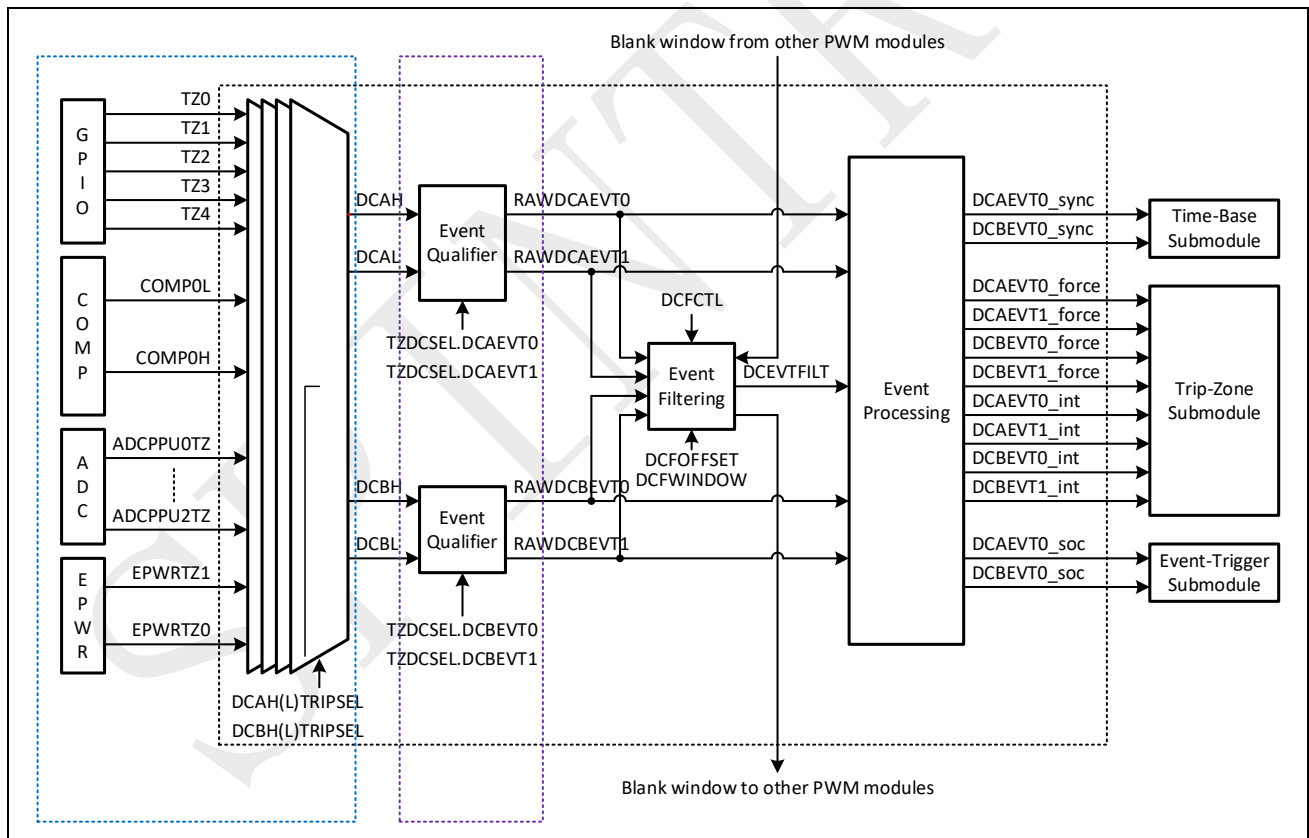 Blank window from other PWM modules
GPIO
TZ0
TZ1
TZ2
TZ3
TZ4
COMP
COMP0L
COMP0H
ADC
ADCPPU0TZ
ADCPPU2TZ
EPWR
EPWRTZ1
EPWRTZ0
DCAH(L)TRIPSEL
DCBH(L)TRIPSEL
DCAH
DCAL
DCBH
DCBL
Event
Qualifier
TZDCSEL.DCAEVT0
TZDCSEL.DCAEVT1
Event
Qualifier
TZDCSEL.DCBEVT0
TZDCSEL.DCBEVT1
RAWDCAEVT0
RAWDCAEVT1
RAWDCBEVT0
RAWDCBEVT1
DCFCTL
Event
Filtering
DCFOFFSET
DCFWINDOW
DCEVTFILT
Event
Processing
DCAEVT0_sync
DCBEVT0_sync
DCAEVT0_force
DCAEVT1_force
DCBEVT0_force
DCBEVT1_force
DCAEVT0_int
DCAEVT1_int
DCBEVT0_int
DCBEVT1_int
DCAEVT0_soc
DCBEVT0_soc
Time-Base
Submodule
Trip-Zone
Submodule
Event-Trigger
Submodule
Blank window to other PWM modules